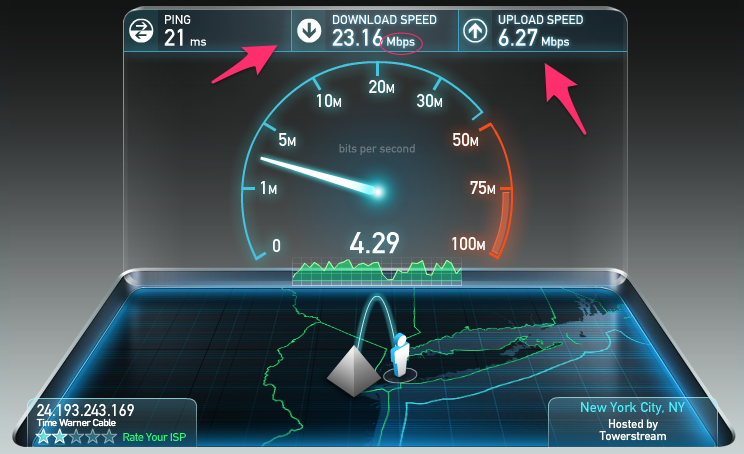 PING
21 ms
DOWNLOAD SPEED
23.16 Mbps
UPLOAD SPEED
6.27 Mbps
20M
10M
30M
5M
50M
bits per second
1M
75M
0
4.29
100M
24.193.243.169
Time Warner Cable
Rate Your ISP
New York City, NY
Hosted by
Towerstream